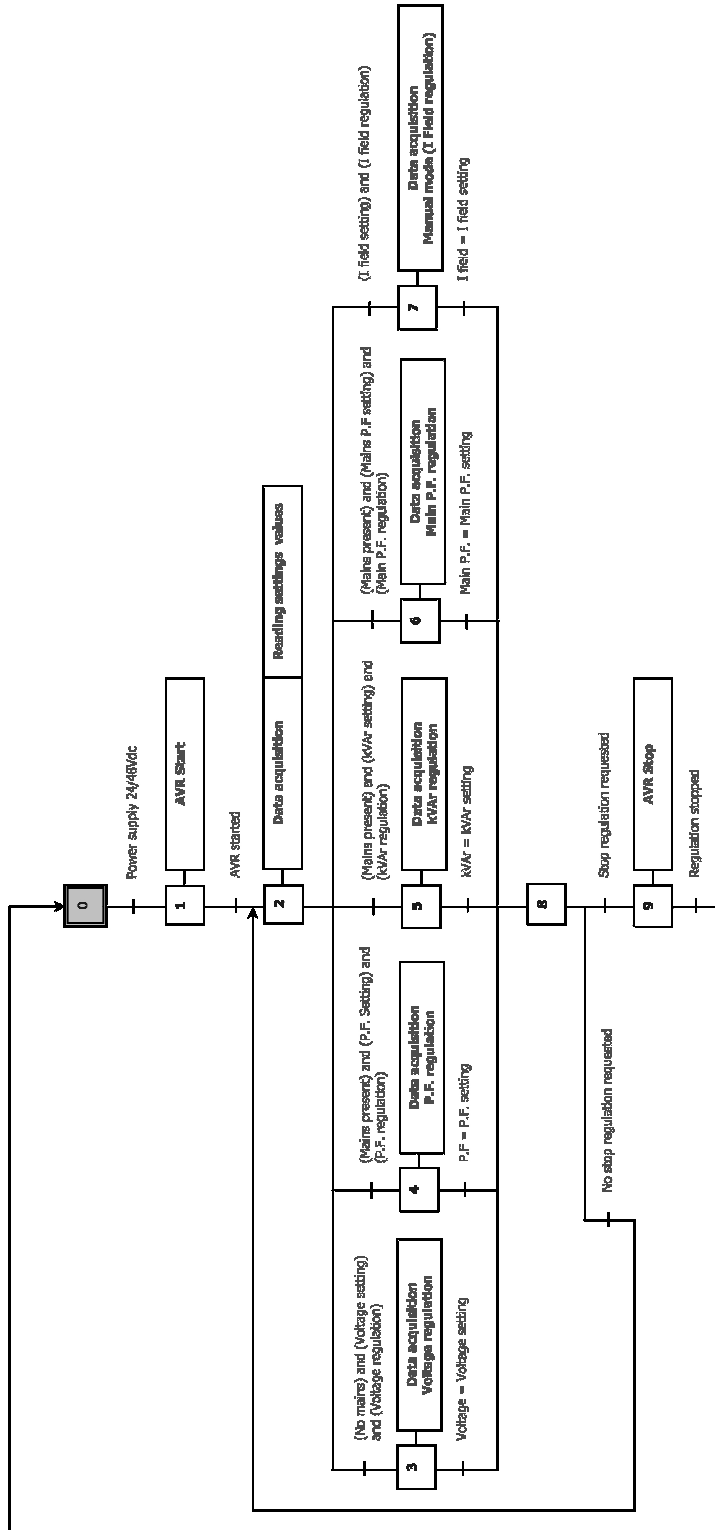 0
Power supply 24/48Vdc
1
AVR Start
AVR started
2
Data acquisition
Reading settings values
(No mains) and (Voltage setting)
and (Voltage regulation)
3
Data acquisition
Voltage regulation
Voltage = Voltage setting
(Mains present) and (P.F. Setting) and
(P.F. regulation)
4
Data acquisition
P.F. regulation
P.F = P.F. setting
(Mains present) and (kVAr setting) and
(kVAr regulation)
5
Data acquisition
kVAr regulation
kVAr = kVAr setting
(Mains present) and (Mains P.F setting) and
(Main P.F. regulation)
6
Data acquisition
Main P.F. regulation
Main P.F. = Main P.F. setting
(I field setting) and (I field regulation)
7
Data acquisition
Manual mode (I Field regulation)
I field = I field setting
8
No stop regulation requested
Stop regulation requested
9
AVR Stop
Regulation stopped